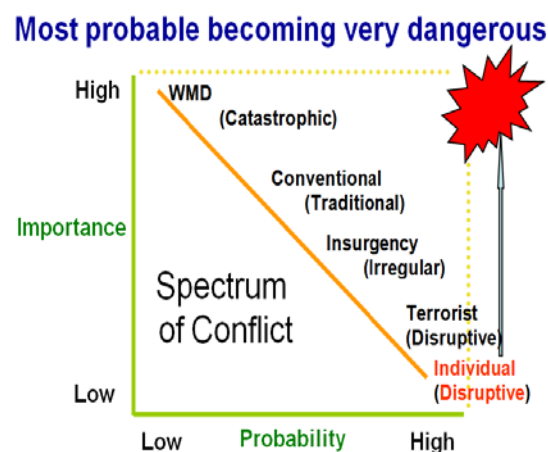 Most probable becoming very dangerous
High
WMD
(Catastrophic)
Conventional
(Traditional)
Importance
Insurgency
(Irregular)
Spectrum
of Conflict
Terrorist
(Disruptive)
Individual
(Disruptive)
Low
Low
Probability
High